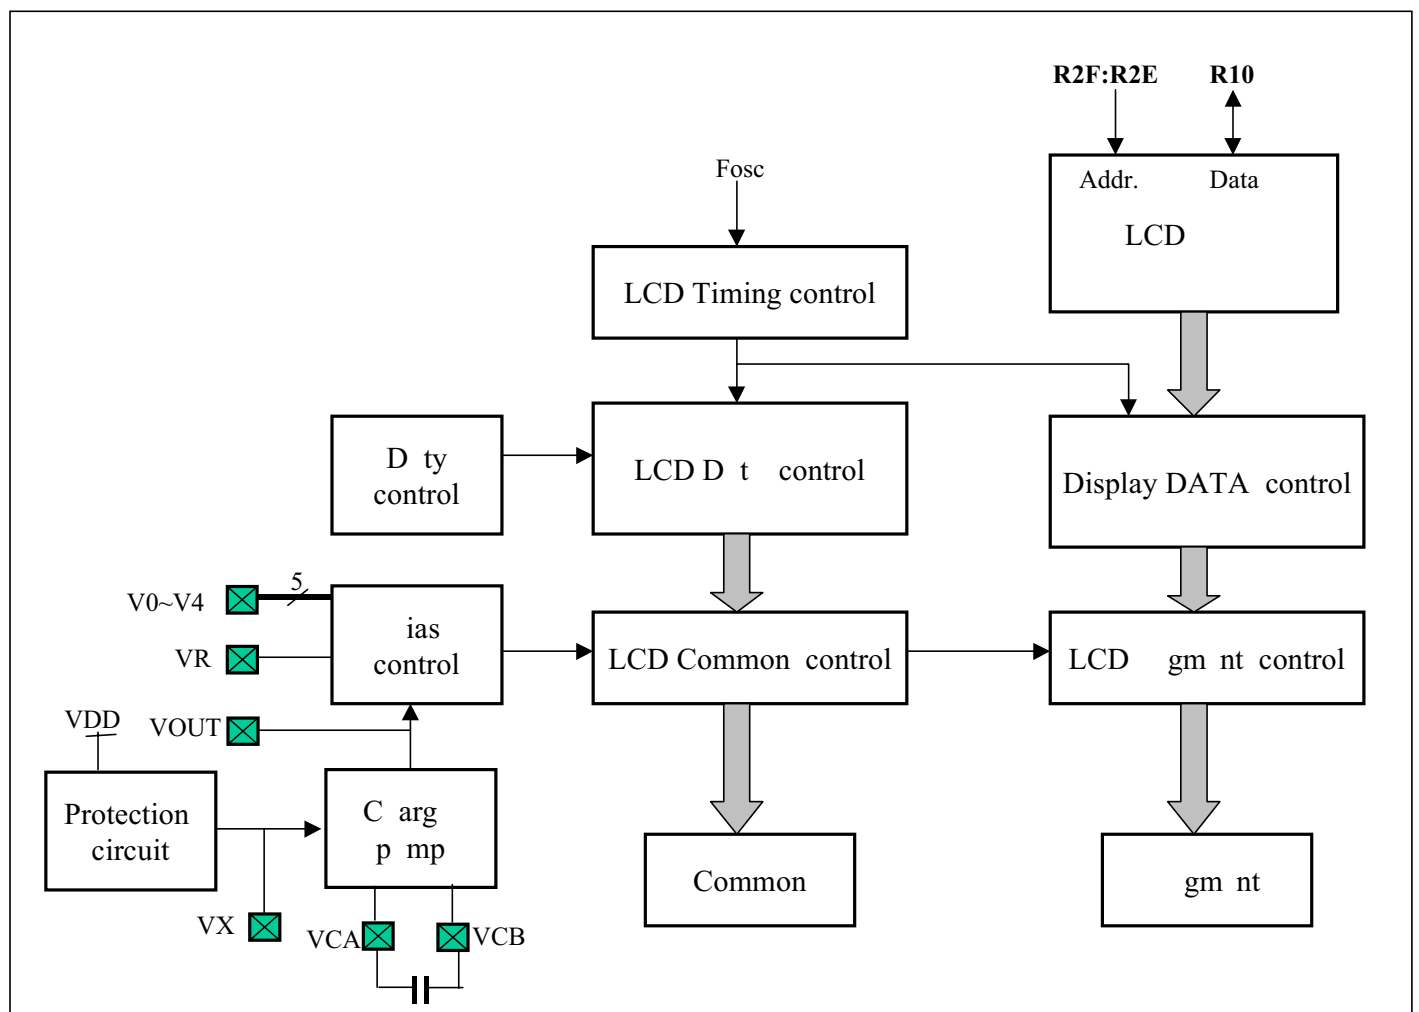 R2F:R2E R10
Fosc
Addr. Data
LCD
LCD Timing control
D ty
control
LCD D t control
Display DATA control
5
V0~V4
ias
control
VR
LCD Common control
LCD gm nt control
VDD
VOUT
Protection
circuit
C arg
p mp
Common
gm nt
VX
VCA
VCB